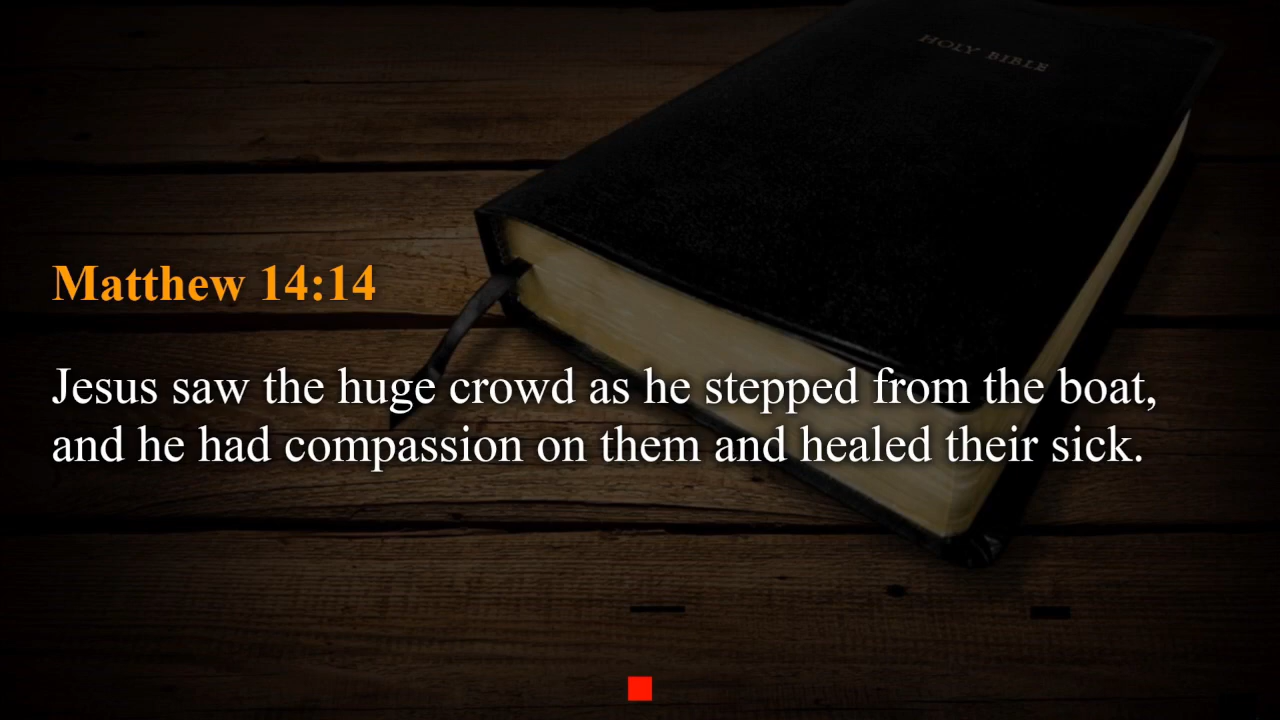 HOLY BIBLE
Matthew 14:14
Jesus saw the huge crowd as he stepped from the boat,
and he had compassion on them and healed their sick.